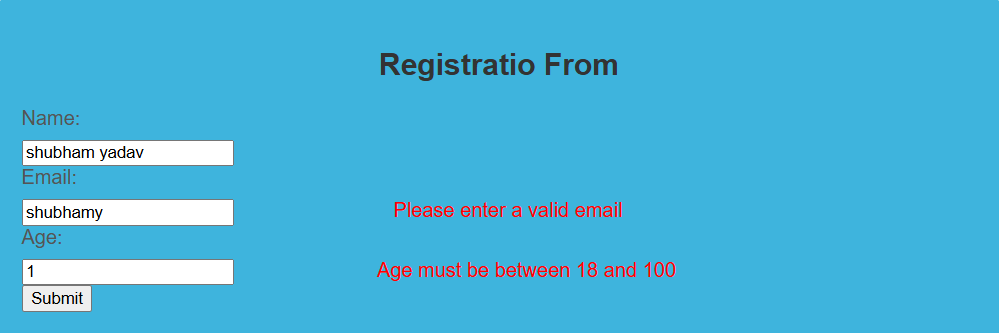 Registratio From
Name:
shubham yadav
Email:
shubhamy
Please enter a valid email
Age:
1
Age must be between 18 and 100
Submit